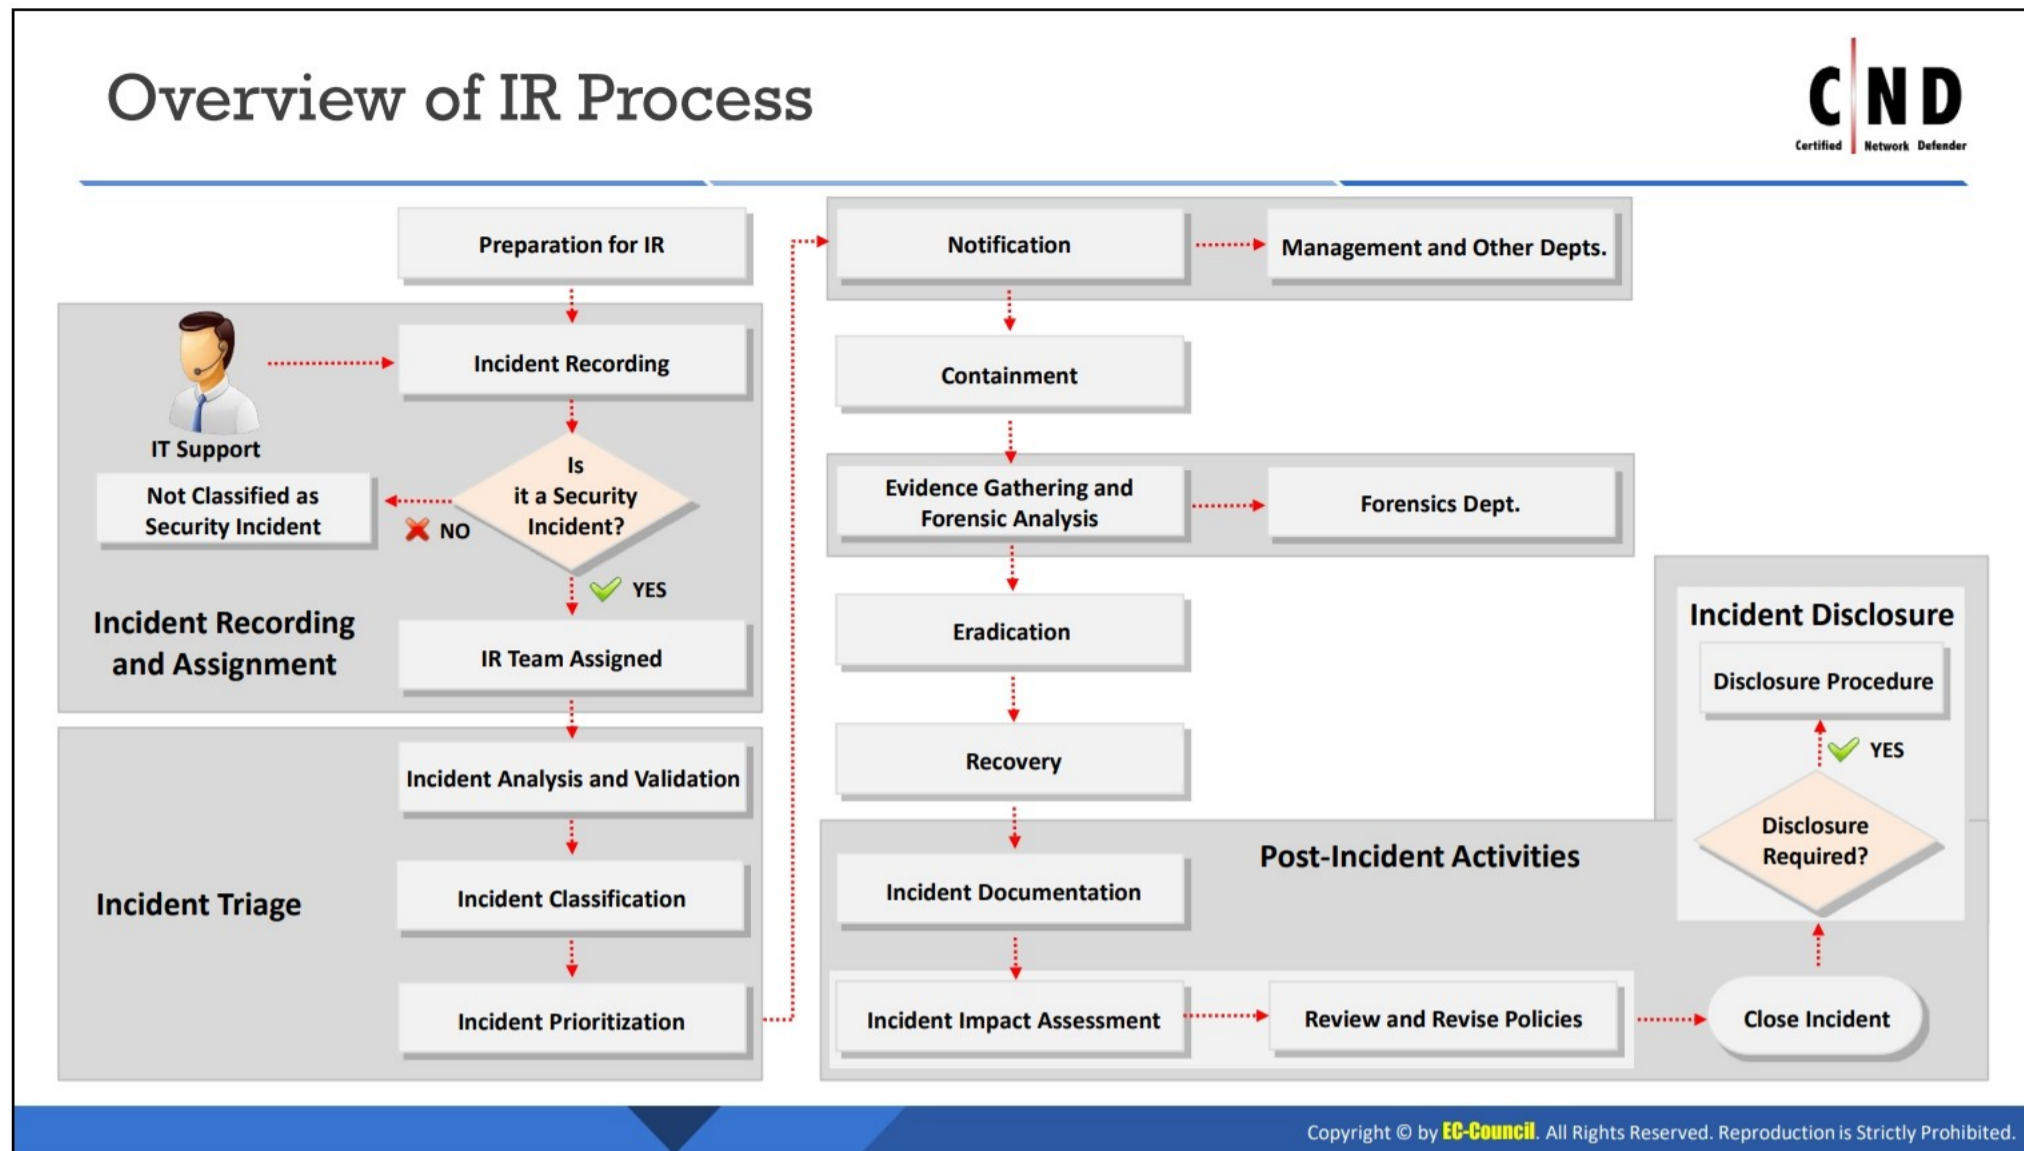 Overview of IR Process
C N D
Certified Network Defender
Preparation for IR
Incident Recording
IT Support
Is
it a Security
Incident?
NO
Not Classified as
Security Incident
YES
IR Team Assigned
Incident Recording
and Assignment
Incident Analysis and Validation
Incident Classification
Incident Prioritization
Incident Triage
Notification
Management and Other Depts.
Containment
Evidence Gathering and
Forensic Analysis
Forensics Dept.
Eradication
Recovery
Post-Incident Activities
Incident Documentation
Incident Impact Assessment
Review and Revise Policies
Close Incident
Incident Disclosure
Disclosure Procedure
YES
Disclosure
Required?
Copyright © by EC-Council. All Rights Reserved. Reproduction is Strictly Prohibited.